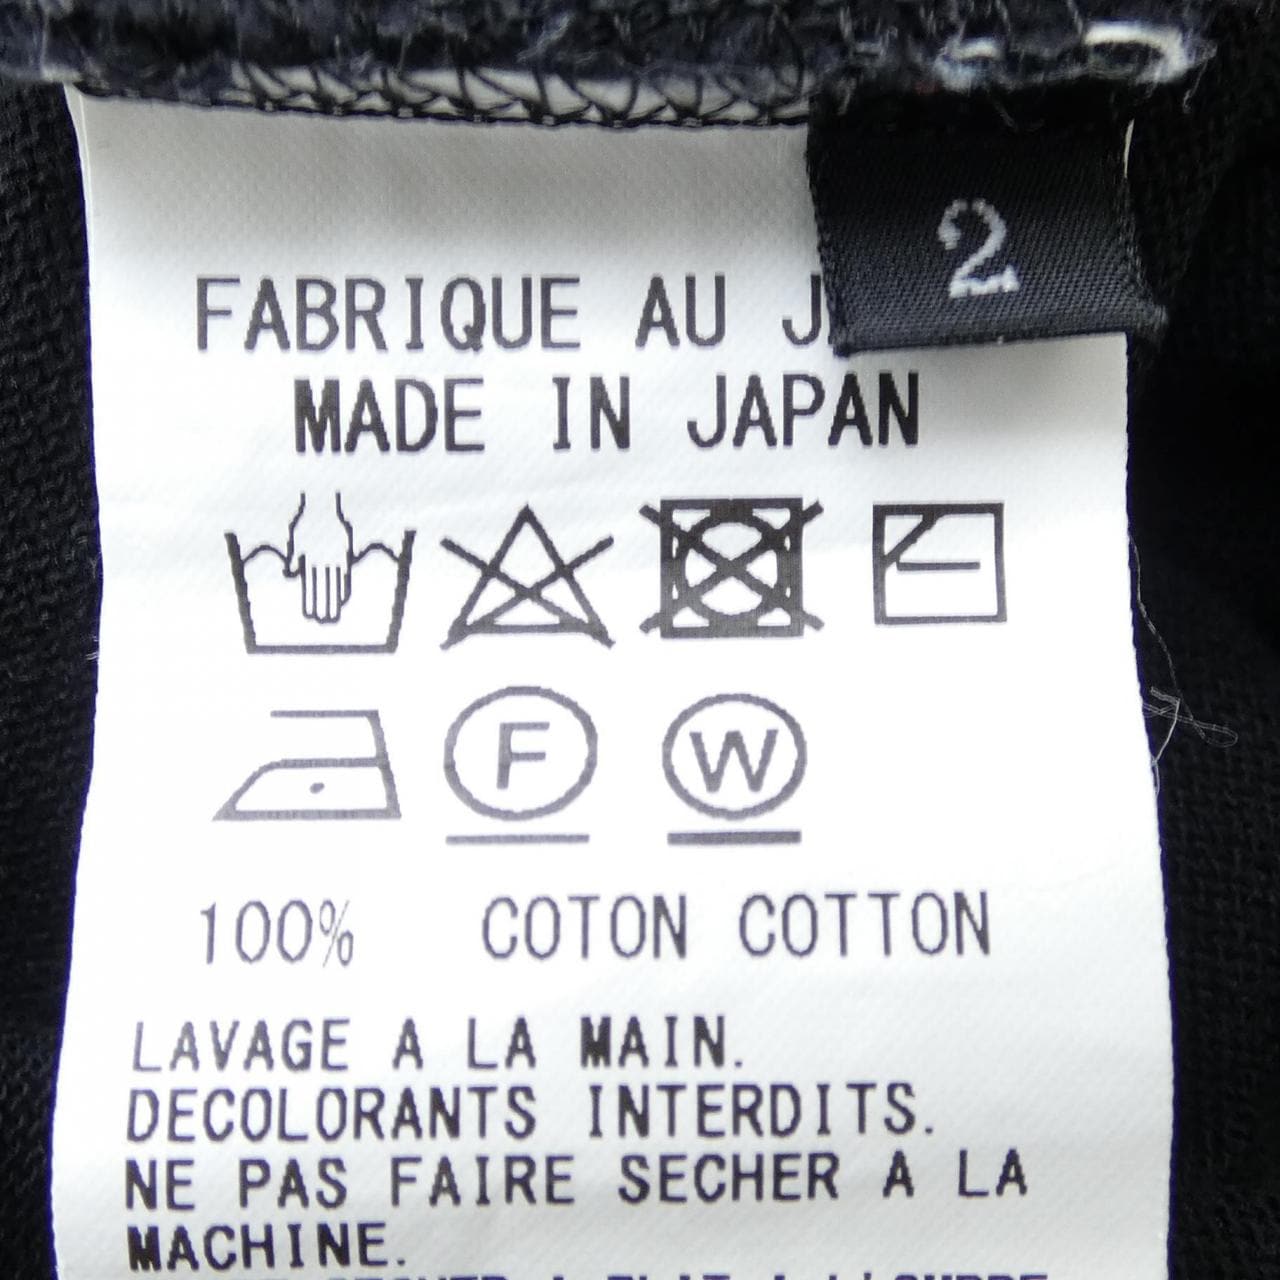 2
FABRIQUE AU
MADE IN JAPAN
F
W
100% COTON COTTON
LAVAGE A LA MAIN.
DECOLORANTS INTERDITS.
NE PAS FAIRE SECHER A LA
MACHINE.